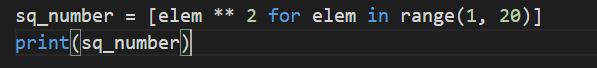 sq_number = [elem ** 2 for elem in range(1, 20)]
print(sq_number)